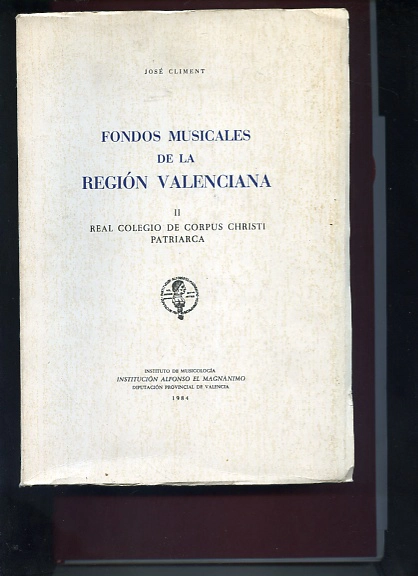 JOSÉ CLIMENT
FONDOS MUSICALES
DE LA
REGIÓN VALENCIANA
II
REAL COLEGIO DE CORPUS CHRISTI
PATRIARCA
INSTITUTO DE MUSICOLOGÍA
INSTITUCIÓN ALFONSO EL MAGNÁNIMO
DIPUTACIÓN PROVINCIAL DE VALENCIA
1984